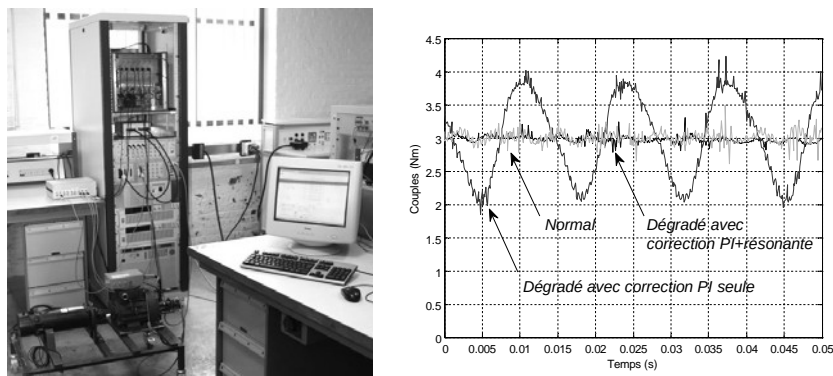 4.5
4
3.5
3
2.5
2
1.5
1
0.5
0
Couples (Nm)
Normal
Dégradé avec
correction PI+résonante
Dégradé avec correction PI seule
0 0.005 0.01 0.015 0.02 0.025 0.03 0.035 0.04 0.045 0.05
Temps (s)